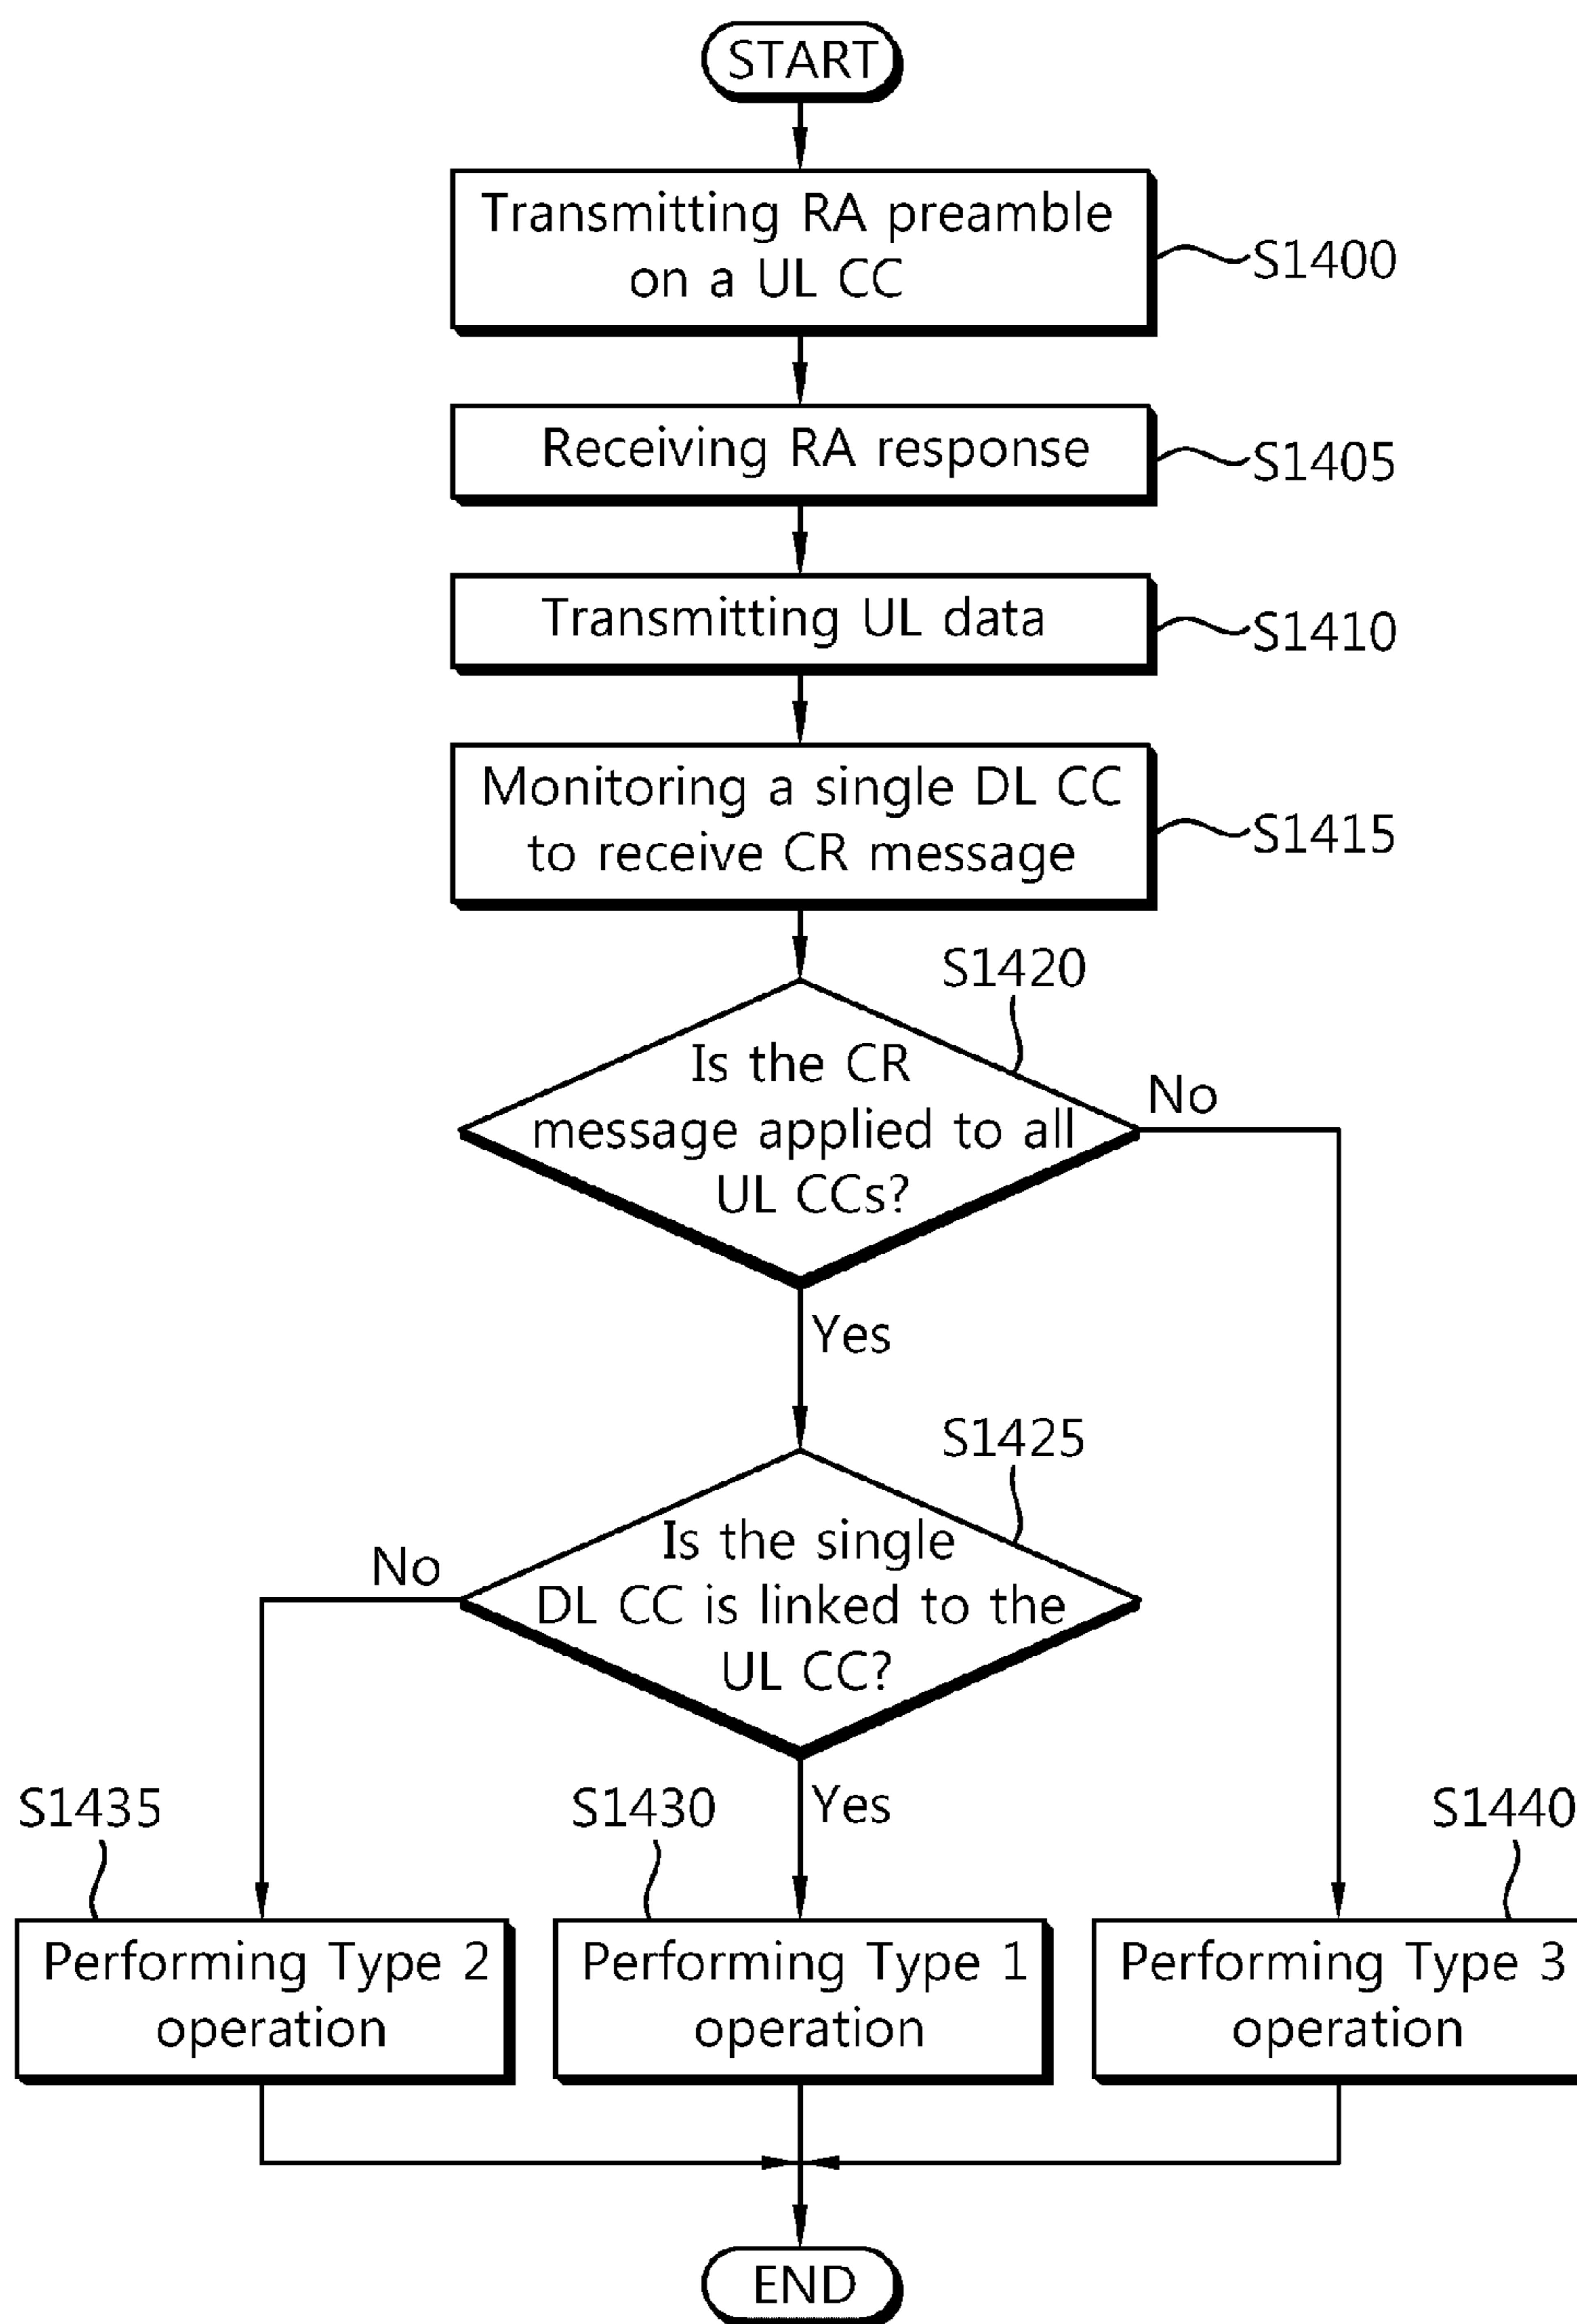 START
Transmitting RA preamble
on a UL CC
S1400
Receiving RA response
S1405
Transmitting UL data
S1410
Monitoring a single DL CC
to receive CR message
S1415
S1420
Is the CR
message applied to all
UL CCs?
No
Yes
S1425
Is the single
DL CC is linked to the
UL CC?
No
Yes
S1435
S1430
S1440
Performing Type 2
operation
Performing Type 1
operation
Performing Type 3
operation
END